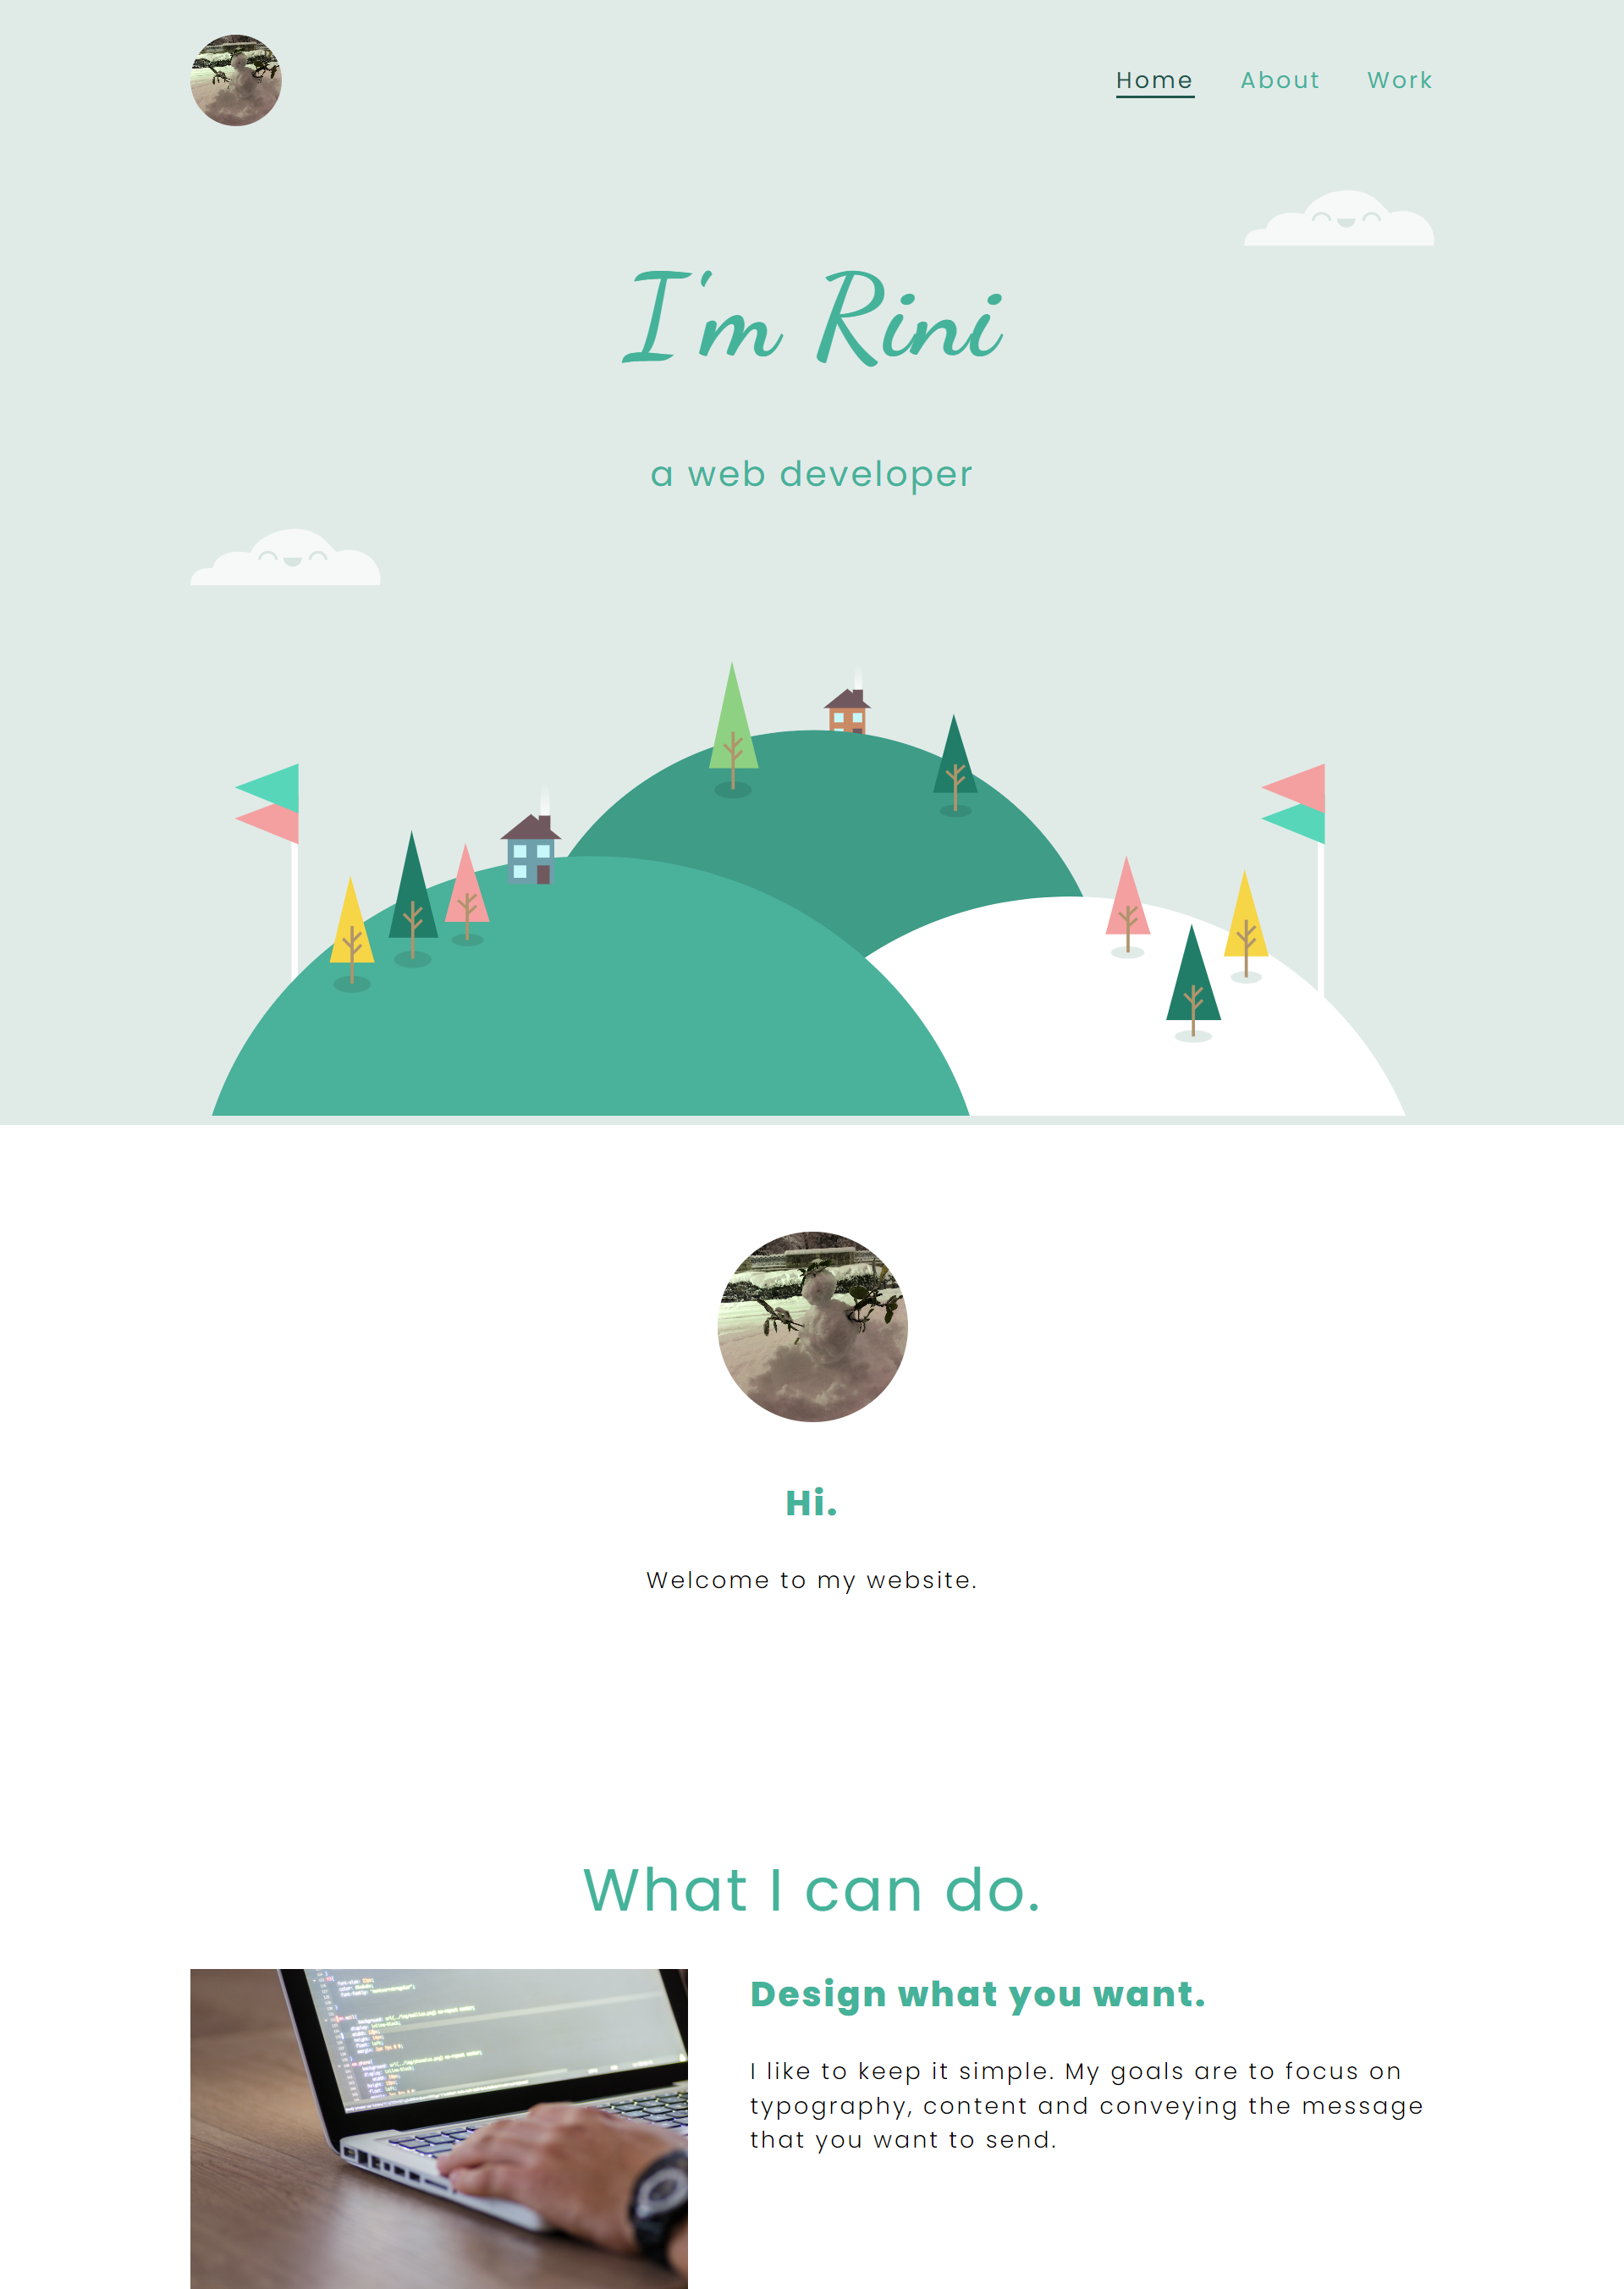 Home About Work
I'm Rini
a web developer
Hi.
Welcome to my website.
What I can do.
Design what you want.
I like to keep it simple. My goals are to focus on
typography, content and conveying the message
that you want to send.